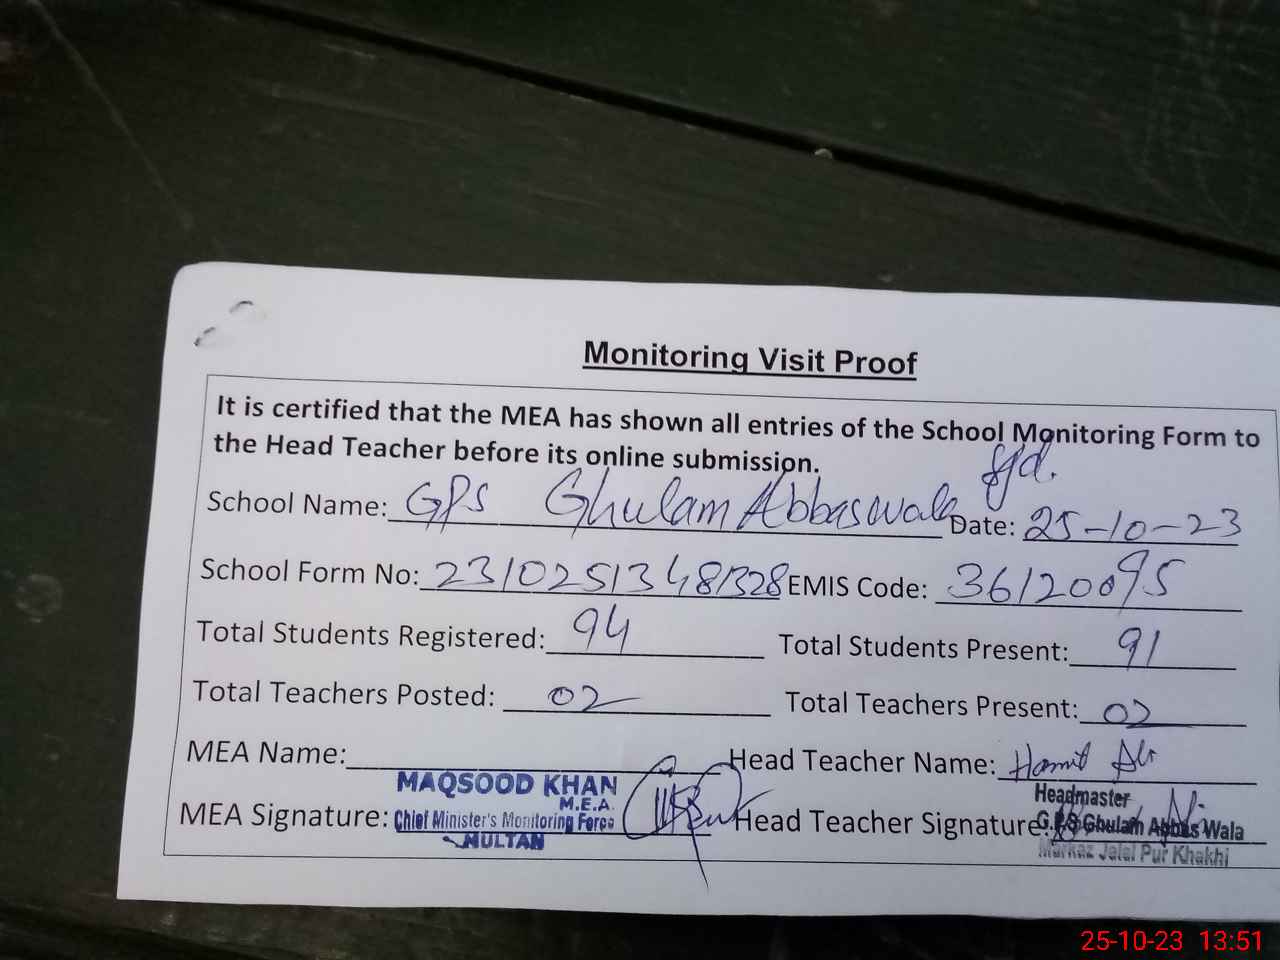 Monitoring Visit Proof
It is certified that the MEA has shown all entries of the School Monitoring Form to
the Head Teacher before its online submission.
School Name: GPS Ghulam Abbaswala Date: 25-10-23
School Form No: 23102513481328 EMIS Code: 36120095
Total Students Registered: 94 Total Students Present: 91
Total Teachers Posted: 02 Total Teachers Present: 02
MEA Name: Head Teacher Name: Hamid Ali
MAQSOOD KHAN
M.E.A.
Chief Minister's Monitoring Force
MULTAN
MEA Signature: Head Teacher Signature:
Headmaster
G.P.S Ghulam Abbas Wala
Markaz Jalal Pur Khakhi
25-10-23 13:51